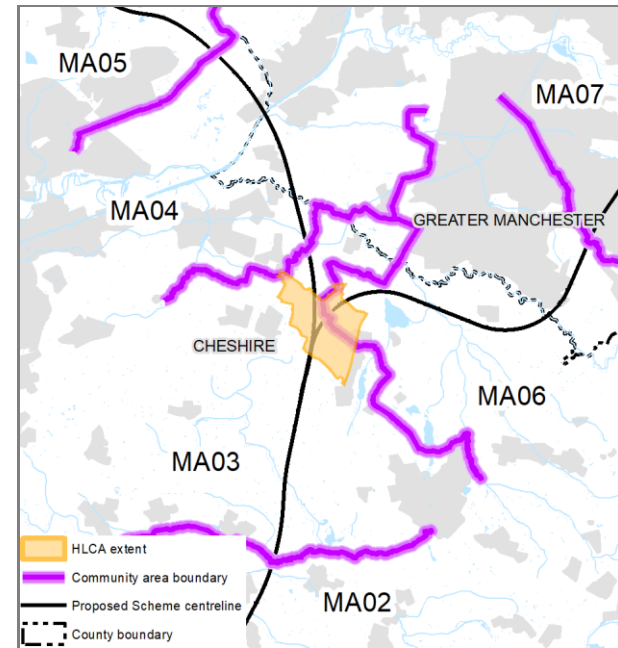 MA05
MA07
MA04
GREATER MANCHESTER
CHESHIRE
MA06
MA03
HLCA extent
Community area boundary
Proposed Scheme centreline
County boundary
MA02